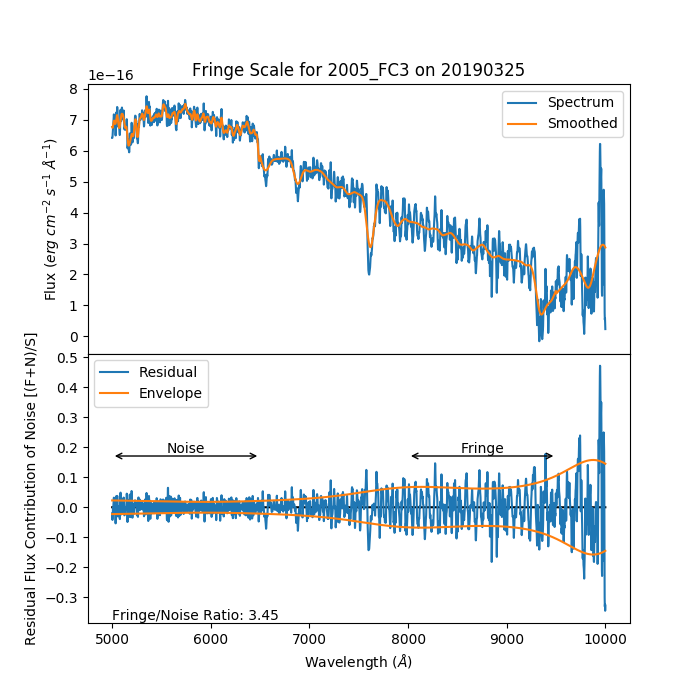 Fringe Scale for 2005_FC3 on 20190325
1e−16
8
7
6
5
4
3
2
1
0
Flux (erg cm⁻² s⁻¹ Å⁻¹)
Spectrum
Smoothed
0.5
0.4
0.3
0.2
0.1
0.0
−0.1
−0.2
−0.3
Residual Flux Contribution of Noise [(F+N)/S]
Residual
Envelope
Noise
Fringe
Fringe/Noise Ratio: 3.45
5000 6000 7000 8000 9000 10000
Wavelength (Å)